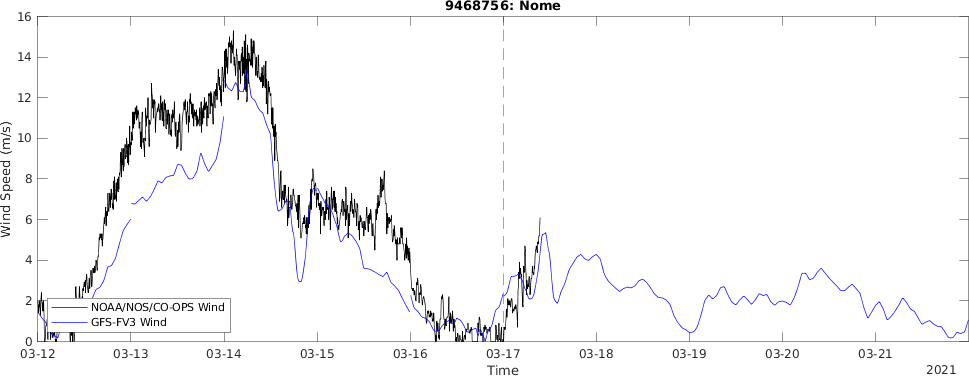 9468756: Nome
16
14
12
10
8
6
4
2
0
Wind Speed (m/s)
NOAA/NOS/CO-OPS Wind
GFS-FV3 Wind
03-12 03-13 03-14 03-15 03-16 03-17 03-18 03-19 03-20 03-21
Time
2021